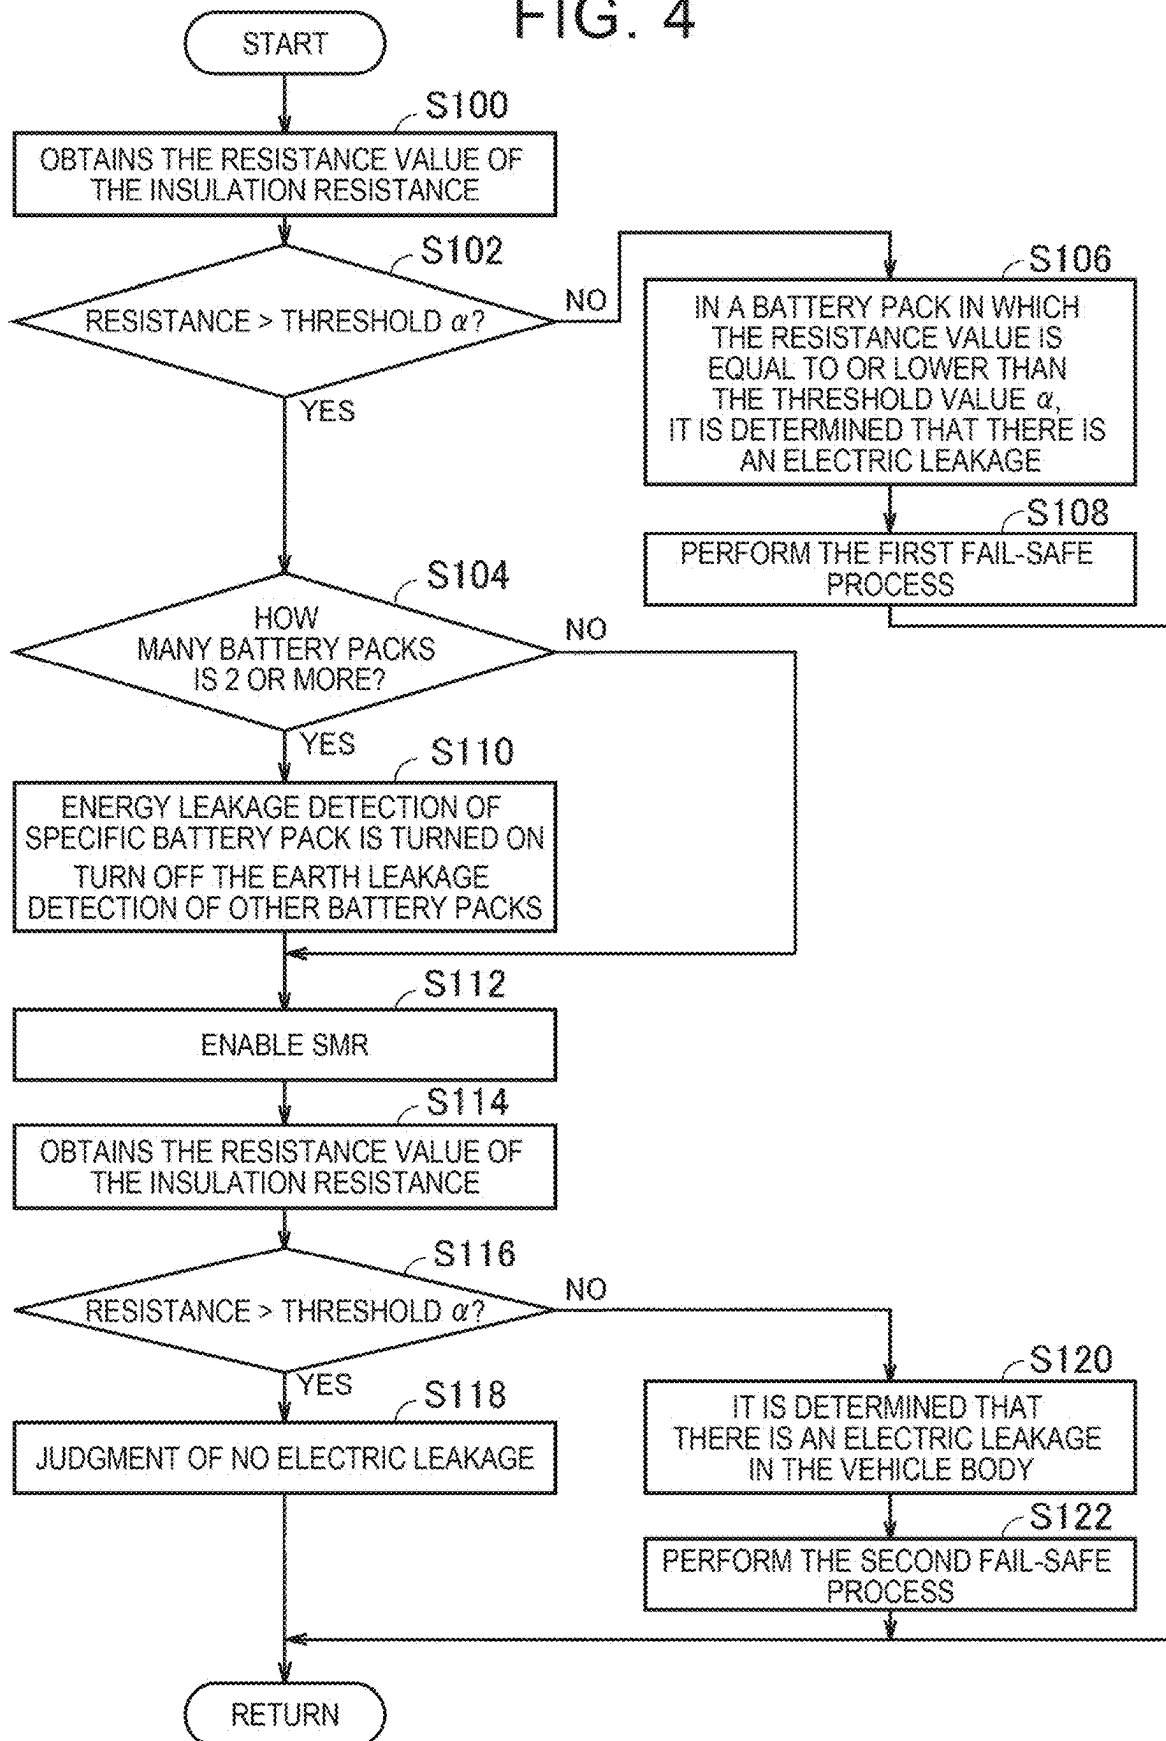 FIG. 4
START
S100
OBTAINS THE RESISTANCE VALUE OF
THE INSULATION RESISTANCE
S102
RESISTANCE > THRESHOLD α?
NO
YES
S106
IN A BATTERY PACK IN WHICH
THE RESISTANCE VALUE IS
EQUAL TO OR LOWER THAN
THE THRESHOLD VALUE α,
IT IS DETERMINED THAT THERE IS
AN ELECTRIC LEAKAGE
S108
PERFORM THE FIRST FAIL-SAFE
PROCESS
S104
HOW
MANY BATTERY PACKS
IS 2 OR MORE?
NO
YES
S110
ENERGY LEAKAGE DETECTION OF
SPECIFIC BATTERY PACK IS TURNED ON
TURN OFF THE EARTH LEAKAGE
DETECTION OF OTHER BATTERY PACKS
S112
ENABLE SMR
S114
OBTAINS THE RESISTANCE VALUE OF
THE INSULATION RESISTANCE
S116
RESISTANCE > THRESHOLD α?
NO
YES
S118
JUDGMENT OF NO ELECTRIC LEAKAGE
S120
IT IS DETERMINED THAT
THERE IS AN ELECTRIC LEAKAGE
IN THE VEHICLE BODY
S122
PERFORM THE SECOND FAIL-SAFE
PROCESS
RETURN